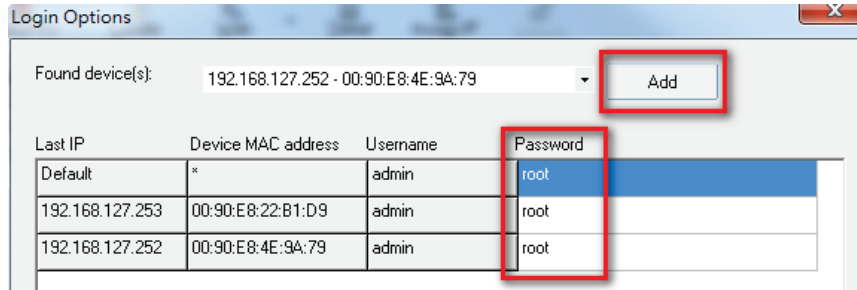 Login Options
Found device(s): 192.168.127.252 - 00:90:E8:4E:9A:79 Add
Last IP Device MAC address Username Password
Default * admin root
192.168.127.253 00:90:E8:22:B1:D9 admin root
192.168.127.252 00:90:E8:4E:9A:79 admin root